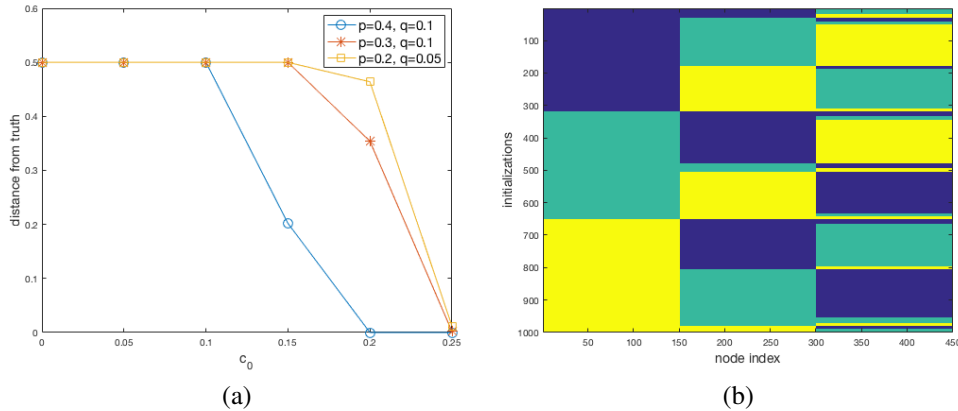 p=0.4, q=0.1
p=0.3, q=0.1
p=0.2, q=0.05
0.6
0.5
0.4
0.3
0.2
0.1
0
distance from truth
0 0.05 0.1 0.15 0.2 0.25
c0
(a)
100
200
300
400
500
600
700
800
900
1000
initializations
50 100 150 200 250 300 350 400 450
node index
(b)